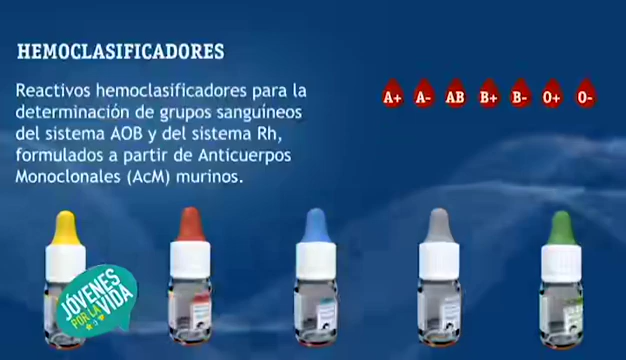 HEMOCLASIFICADORES
Reactivos hemoclasificadores para la
determinación de grupos sanguíneos
del sistema AOB y del sistema Rh,
formulados a partir de Anticuerpos
Monoclonales (AcM) murinos.
A+ A- AB B+ B- O+ O-
JÓVENES
POR LA VIDA